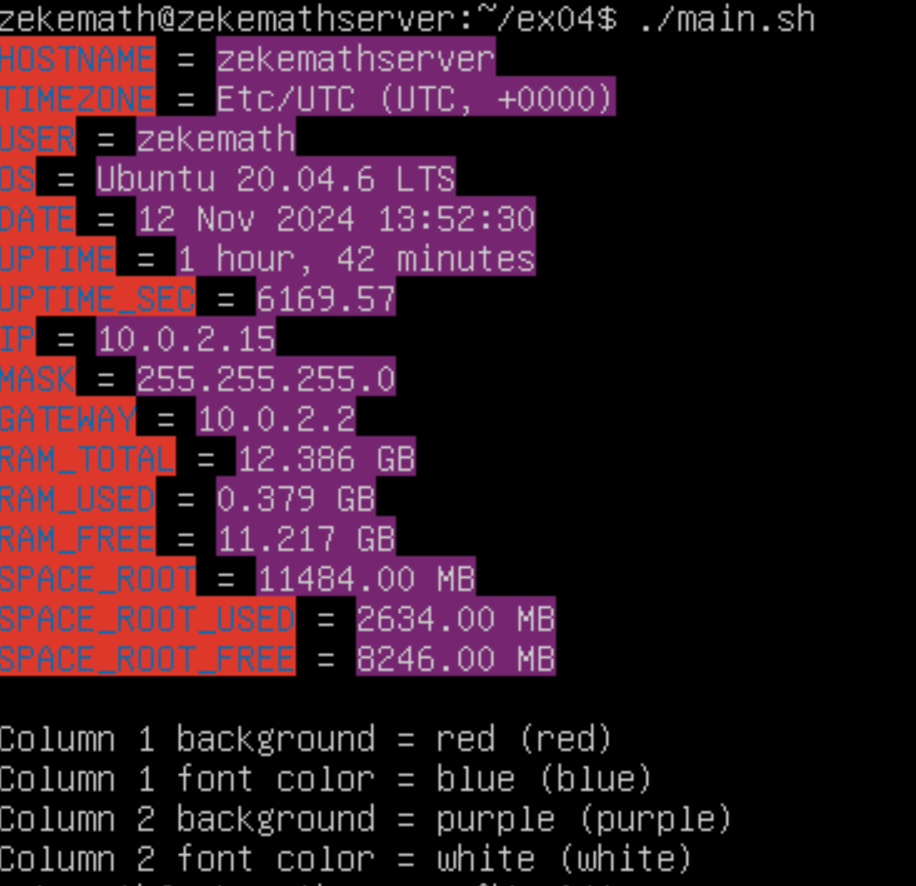 zekemath@zekemathserver:~/ex04$ ./main.sh
HOSTNAME = zekemathserver
TIMEZONE = Etc/UTC (UTC, +0000)
USER = zekemath
OS = Ubuntu 20.04.6 LTS
DATE = 12 Nov 2024 13:52:30
UPTIME = 1 hour, 42 minutes
UPTIME_SEC = 6169.57
IP = 10.0.2.15
MASK = 255.255.255.0
GATEWAY = 10.0.2.2
RAM_TOTAL = 12.386 GB
RAM_USED = 0.379 GB
RAM_FREE = 11.217 GB
SPACE_ROOT = 11484.00 MB
SPACE_ROOT_USED = 2634.00 MB
SPACE_ROOT_FREE = 8246.00 MB
Column 1 background = red (red)
Column 1 font color = blue (blue)
Column 2 background = purple (purple)
Column 2 font color = white (white)